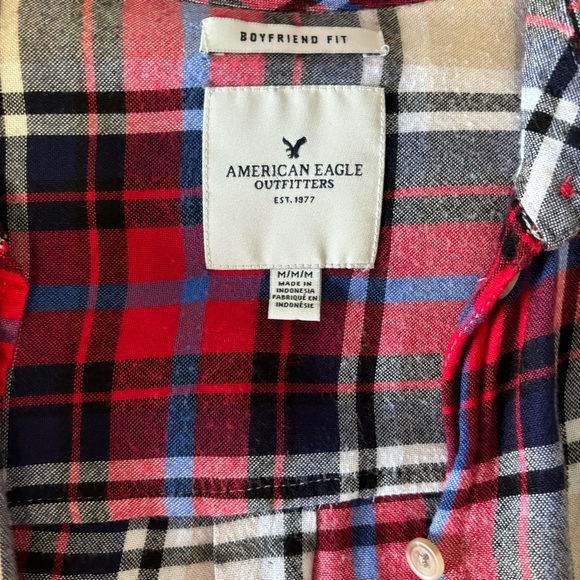 BOYFRIEND FIT
AMERICAN EAGLE
OUTFITTERS
EST. 1977
M/M/M
MADE IN
INDONESIA
FABRIQUÉ EN
INDONÉSIE